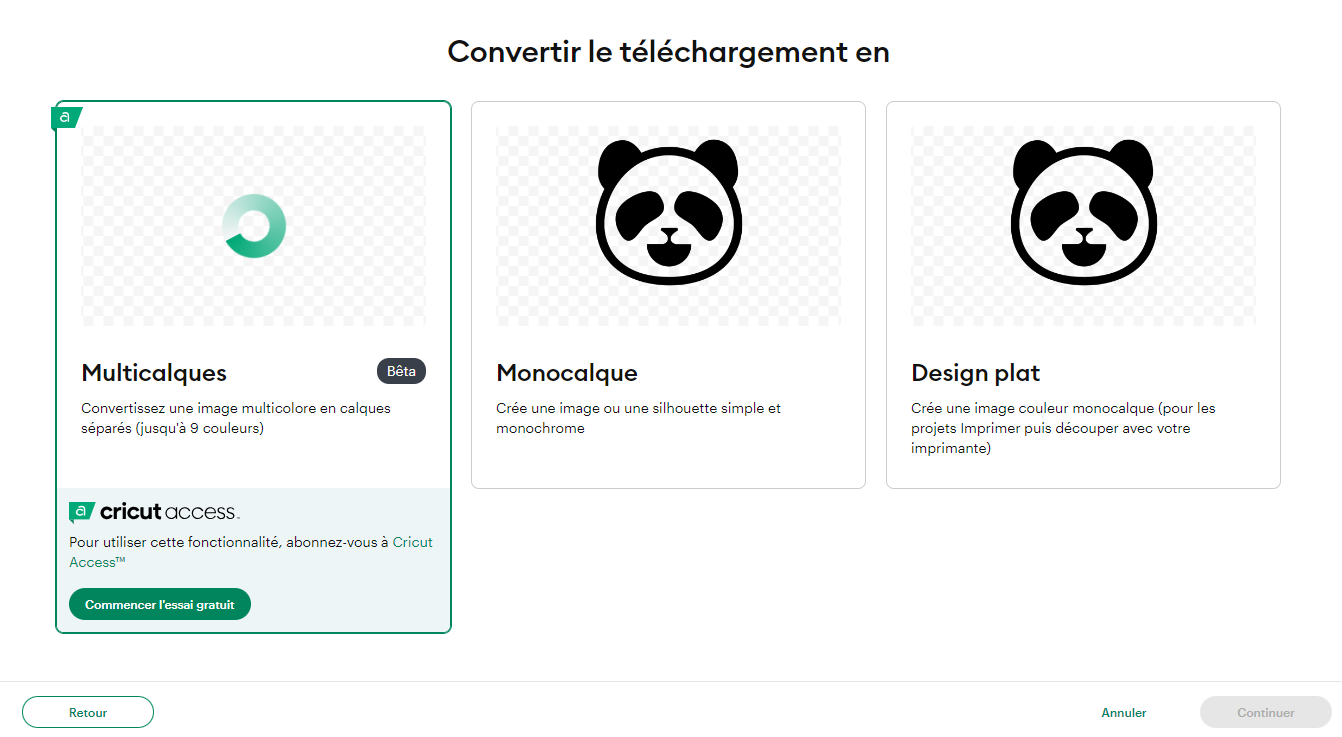 Convertir le téléchargement en
a
Multicalques
Bêta
Convertissez une image multicolore en calques
séparés (jusqu'à 9 couleurs)
a cricut access™
Pour utiliser cette fonctionnalité, abonnez-vous à Cricut
Access™
Commencer l'essai gratuit
Monocalque
Crée une image ou une silhouette simple et
monochrome
Design plat
Crée une image couleur monocalque (pour les
projets Imprimer puis découper avec votre
imprimante)
Retour
Annuler
Continuer